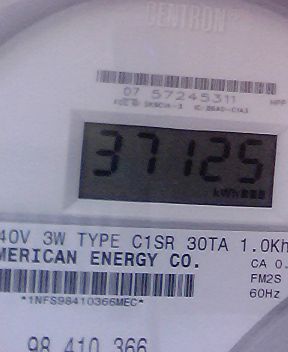 CENTRON®
07 57245311
37125
kWh
40V 3W TYPE C1SR 30TA 1.0Kh
MERICAN ENERGY CO.
CA 0.
FM2S
60Hz
*1NFS98410366MEC*
98 410 366